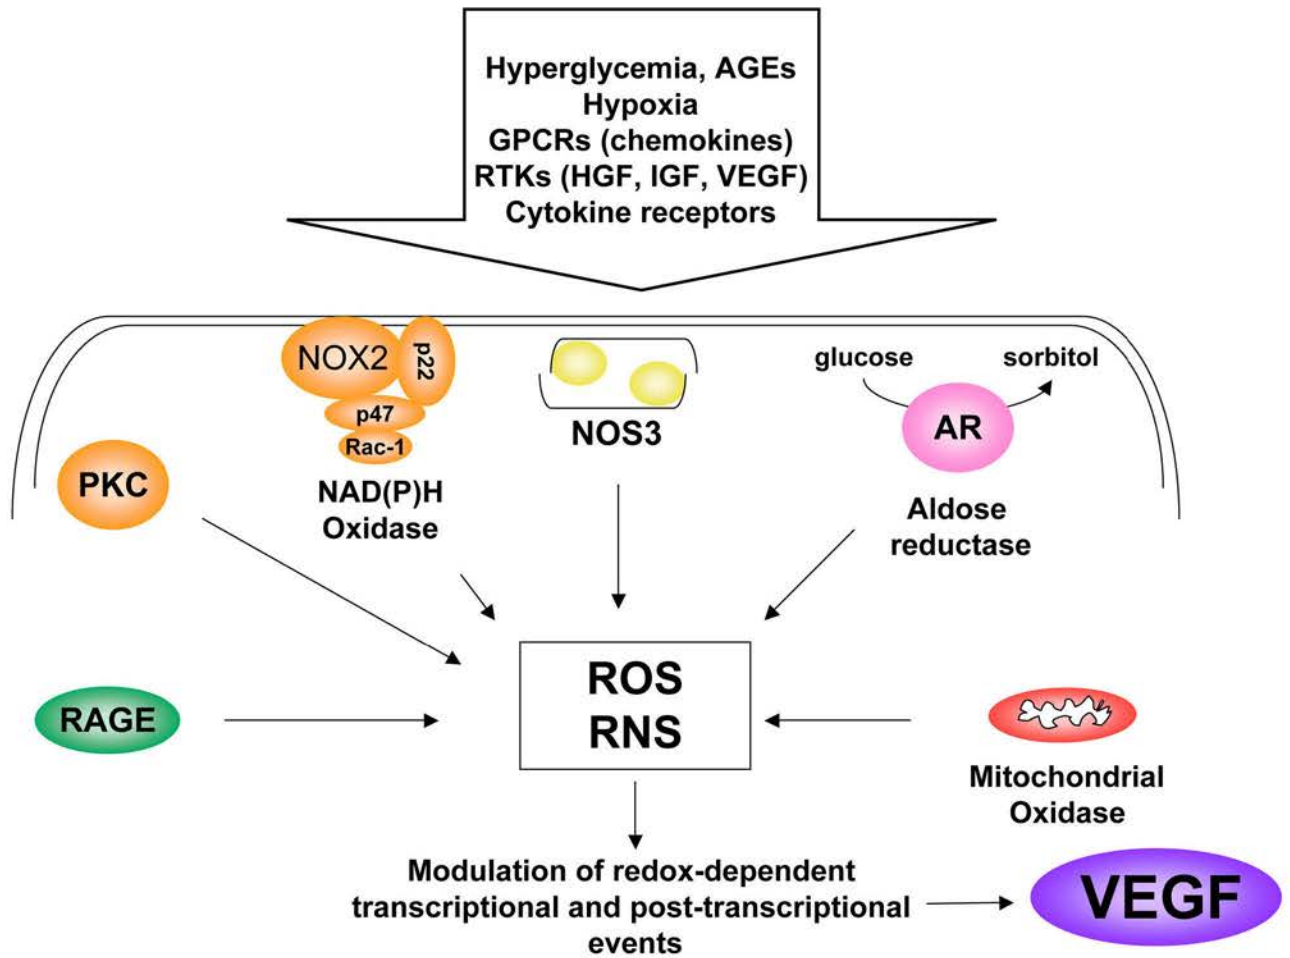 Hyperglycemia, AGEs
Hypoxia
GPCRs (chemokines)
RTKs (HGF, IGF, VEGF)
Cytokine receptors
NOX2
p22
p47
Rac-1
NAD(P)H
Oxidase
PKC
NOS3
glucose
sorbitol
AR
Aldose
reductase
RAGE
ROS
RNS
Mitochondrial
Oxidase
Modulation of redox-dependent
transcriptional and post-transcriptional
events
VEGF